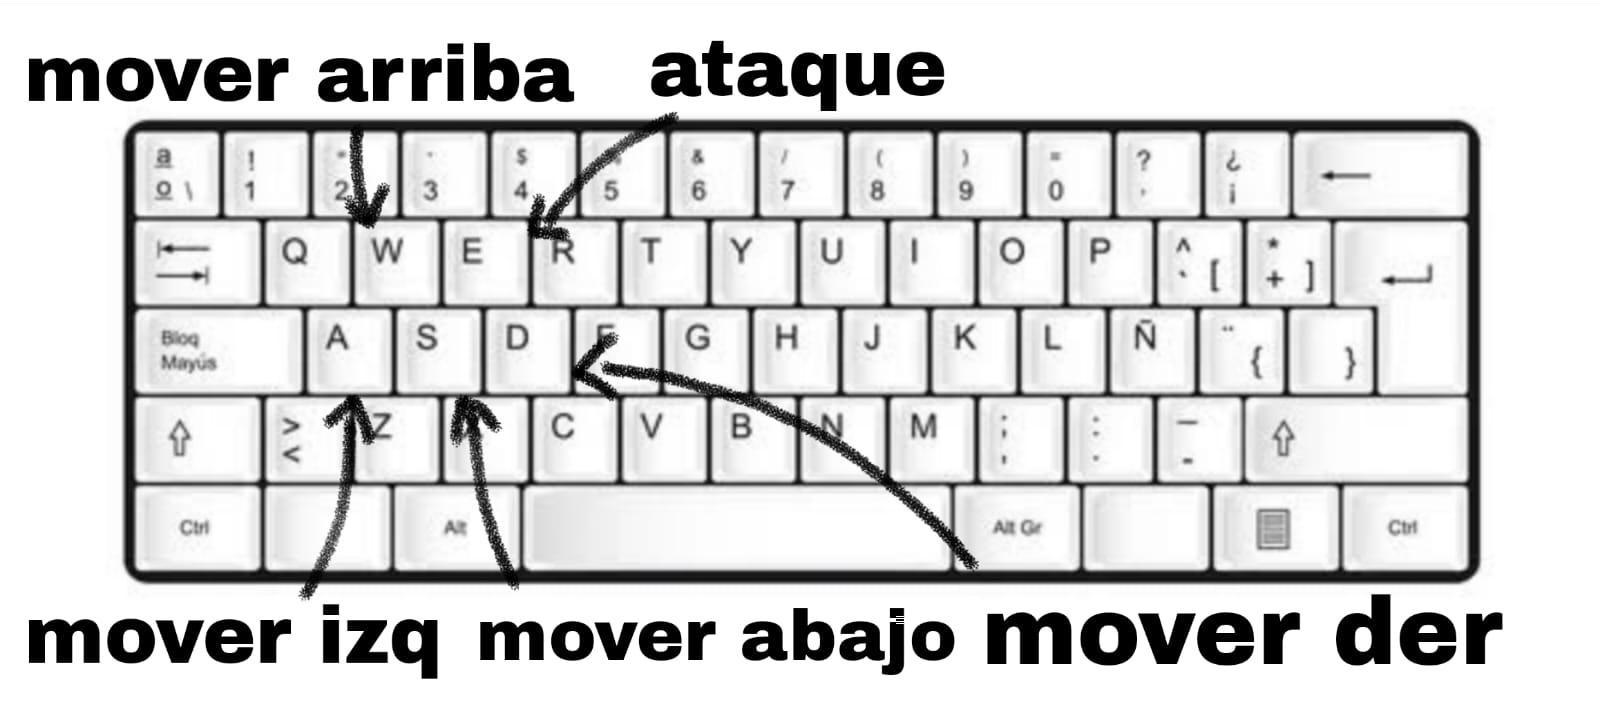 mover arriba ataque
a ! $ & / ( ) = ? ¿
º \ 1 2 3 4 5 6 7 8 9 0 ' ¡
Q W E R T Y U I O P ^ ` [ * + ]
Bloq Mayús A S D F G H J K L Ñ ¨ { }
> < Z C V B N M ; , : . _ -
Ctrl Alt Alt Gr Ctrl
mover izq mover abajo mover der